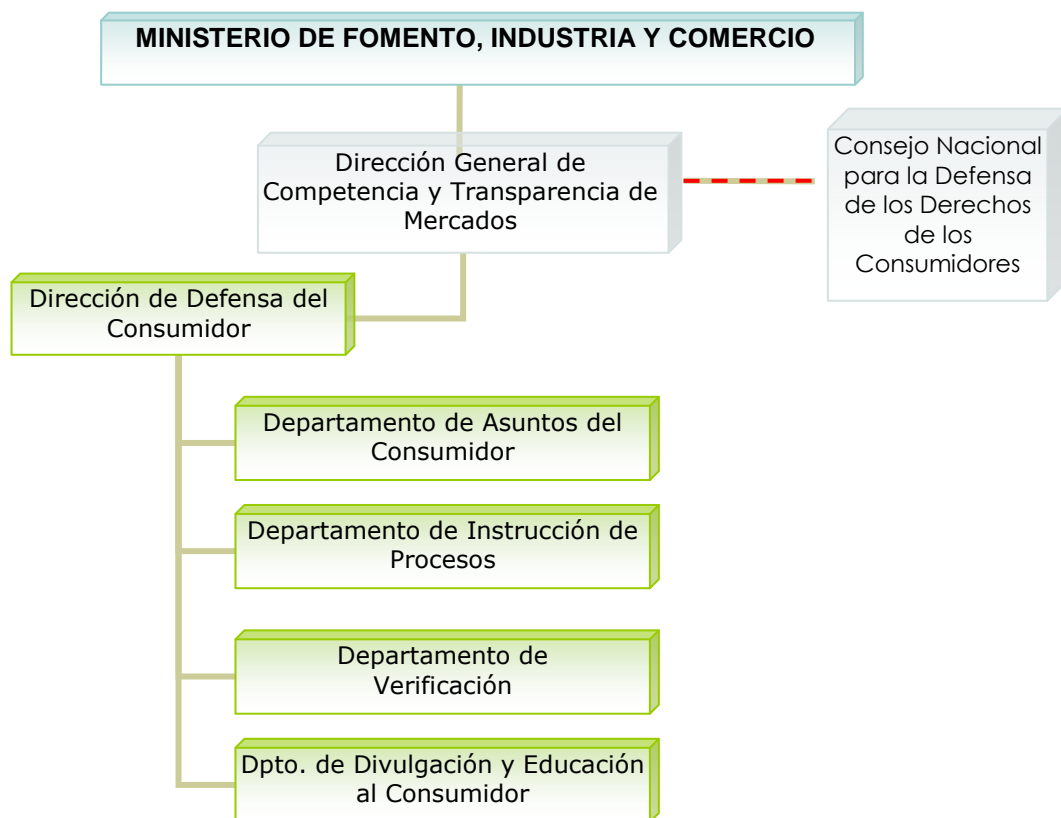 MINISTERIO DE FOMENTO, INDUSTRIA Y COMERCIO
Dirección General de
Competencia y Transparencia de
Mercados
Consejo Nacional
para la Defensa
de los Derechos
de los
Consumidores
Dirección de Defensa del
Consumidor
Departamento de Asuntos del
Consumidor
Departamento de Instrucción de
Procesos
Departamento de
Verificación
Dpto. de Divulgación y Educación
al Consumidor